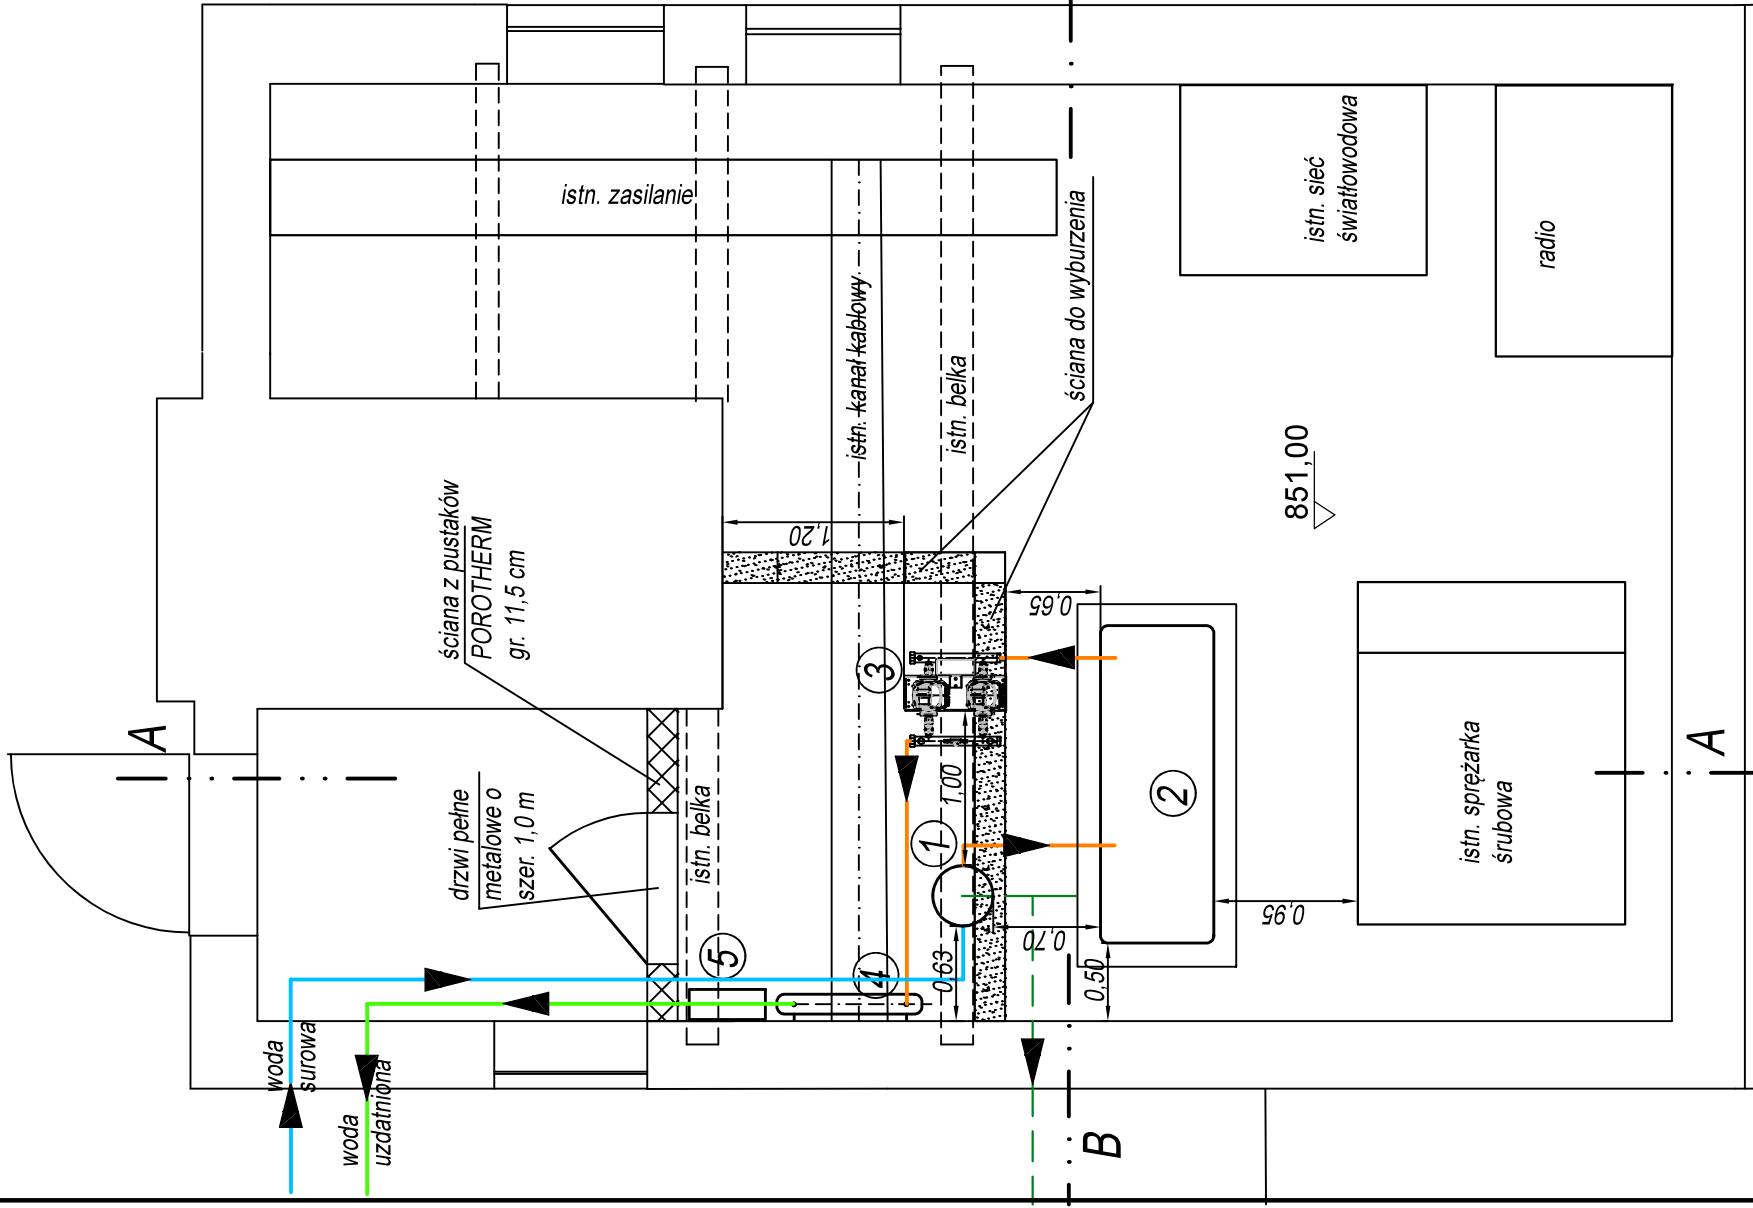 istn. zasilanie
istn. kanał kablowy
istn. belka
ściana do wyburzenia
istn. sieć
światłowodowa
radio
851,00
ściana z pustaków
POROTHERM
gr. 11,5 cm
drzwi pełne
metalowe o
szer. 1,0 m
istn. belka
1,20
0,65
3
1,00
1
2
0,63
0,70
0,50
0,95
4
5
istn. sprężarka
śrubowa
A
A
B
woda
surowa
woda
uzdatniona